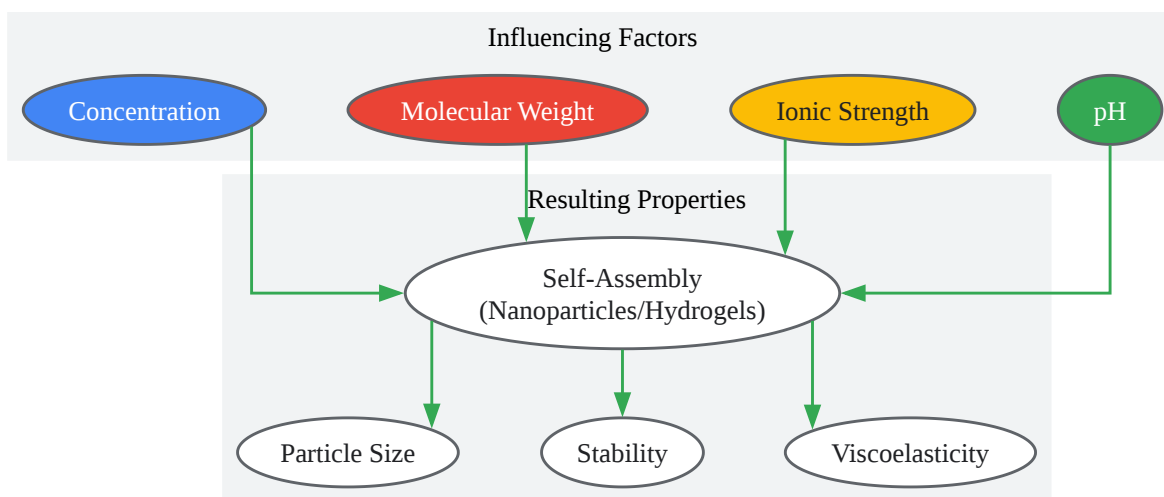 Influencing Factors
Concentration
Molecular Weight
Ionic Strength
pH
Resulting Properties
Self-Assembly
(Nanoparticles/Hydrogels)
Particle Size
Stability
Viscoelasticity